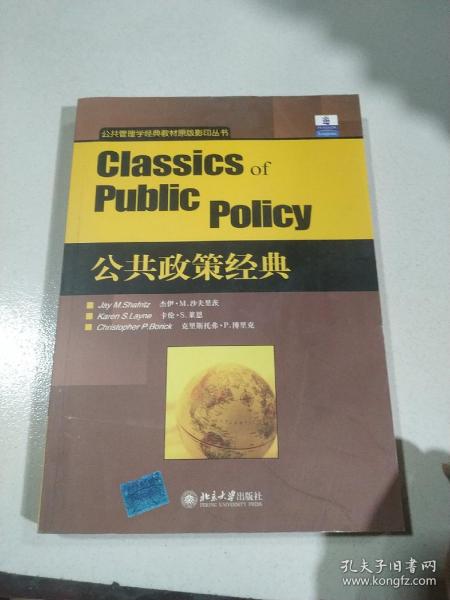 公共管理学经典教材原版影印丛书
Classics of
Public Policy
公共政策经典
Jay M.Shafritz 杰伊·M.沙夫里茨
Karen S.Layne 卡伦·S.莱恩
Christopher P.Borick 克里斯托弗·P.博里克
北京大学出版社
PEKING UNIVERSITY PRESS
孔夫子旧书网
www.kongfz.com